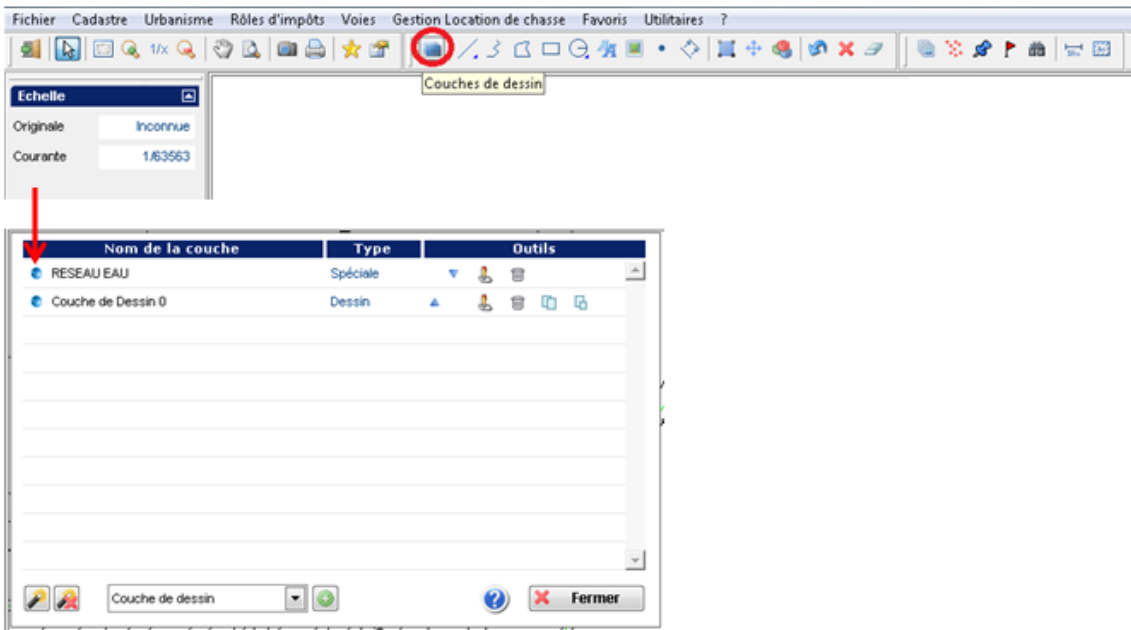 Fichier Cadastre Urbanisme Rôles d'impôts Voies Gestion Location de chasse Favoris Utilitaires ?
1/x
Couches de dessin
Echelle
Originale Inconnue
Courante 1/63563
Nom de la couche Type Outils
RESEAU EAU Spéciale
Couche de Dessin 0 Dessin
Couche de dessin ? Fermer